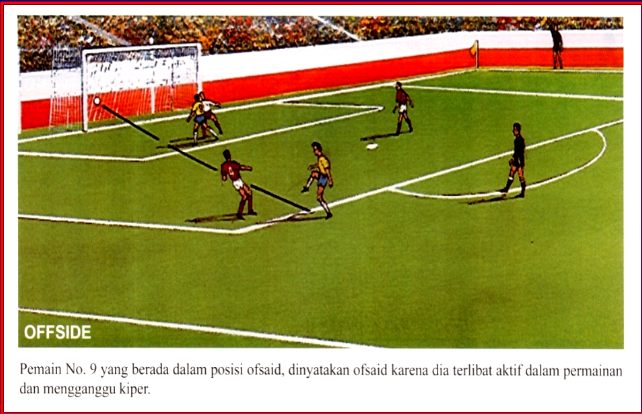 OFFSIDE
Pemain No. 9 yang berada dalam posisi ofsaid, dinyatakan ofsaid karena dia terlibat aktif dalam permainan
dan mengganggu kiper.